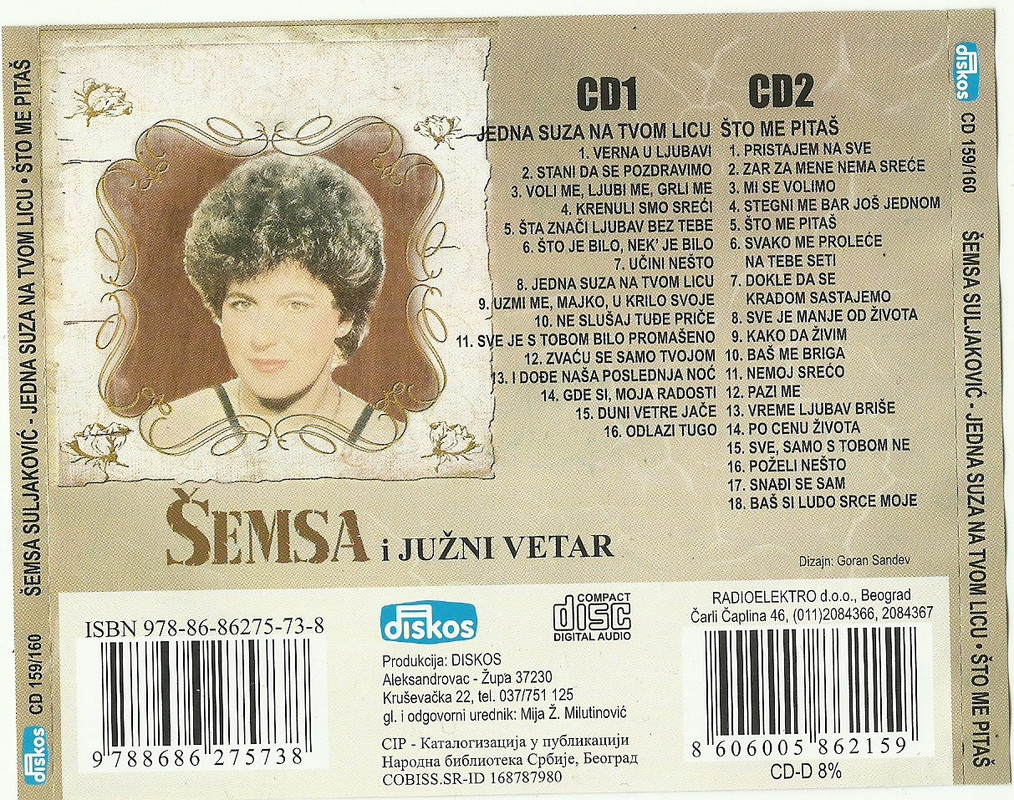 ŠEMSA SULJAKOVIĆ - JEDNA SUZA NA TVOM LICU • ŠTO ME PITAŠ
CD 159/160
diskos
CD1
JEDNA SUZA NA TVOM LICU
1. VERNA U LJUBAVI
2. STANI DA SE POZDRAVIMO
3. VOLI ME, LJUBI ME, GRLI ME
4. KRENULI SMO SREĆI
5. ŠTA ZNAČI LJUBAV BEZ TEBE
6. ŠTO JE BILO, NEK' JE BILO
7. UČINI NEŠTO
8. JEDNA SUZA NA TVOM LICU
9. UZMI ME, MAJKO, U KRILO SVOJE
10. NE SLUŠAJ TUĐE PRIČE
11. SVE JE S TOBOM BILO PROMAŠENO
12. ZVAĆU SE SAMO TVOJOM
13. I DOĐE NAŠA POSLEDNJA NOĆ
14. GDE SI, MOJA RADOSTI
15. DUNI VETRE JAČE
16. ODLAZI TUGO
CD2
ŠTO ME PITAŠ
1. PRISTAJEM NA SVE
2. ZAR ZA MENE NEMA SREĆE
3. MI SE VOLIMO
4. STEGNI ME BAR JOŠ JEDNOM
5. ŠTO ME PITAŠ
6. SVAKO ME PROLEĆE
NA TEBE SETI
7. DOKLE DA SE
KRADOM SASTAJEMO
8. SVE JE MANJE OD ŽIVOTA
9. KAKO DA ŽIVIM
10. BAŠ ME BRIGA
11. NEMOJ SREĆO
12. PAZI ME
13. VREME LJUBAV BRIŠE
14. PO CENU ŽIVOTA
15. SVE, SAMO S TOBOM NE
16. POŽELI NEŠTO
17. SNAĐI SE SAM
18. BAŠ SI LUDO SRCE MOJE
ŠEMSA i JUŽNI VETAR
Dizajn: Goran Sandev
ISBN 978-86-86275-73-8
9788686275738
diskos
COMPACT
disc
DIGITAL AUDIO
Produkcija: DISKOS
Aleksandrovac - Župa 37230
Kruševačka 22, tel. 037/751 125
gl. i odgovorni urednik: Mija Ž. Milutinović
CIP - Каталогизација у публикацији
Народна библиотека Србије, Београд
COBISS.SR-ID 168787980
RADIOELEKTRO d.o.o., Beograd
Čarli Čaplina 46, (011)2084366, 2084367
8606005862159
CD-D 8%
diskos
CD 159/160
ŠEMSA SULJAKOVIĆ - JEDNA SUZA NA TVOM LICU • ŠTO ME PITAŠ